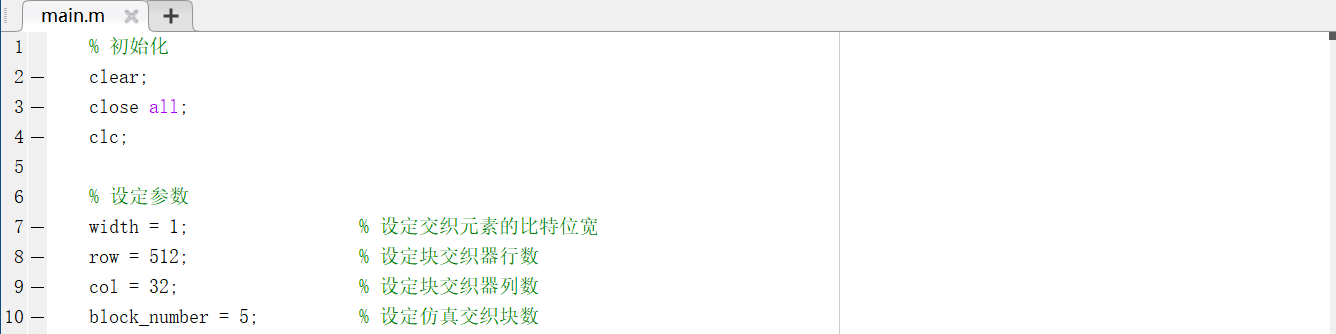 main.m
1 % 初始化
2 clear;
3 close all;
4 clc;
5
6 % 设定参数
7 width = 1; % 设定交织元素的比特位宽
8 row = 512; % 设定块交织器行数
9 col = 32; % 设定块交织器列数
10 block_number = 5; % 设定仿真交织块数